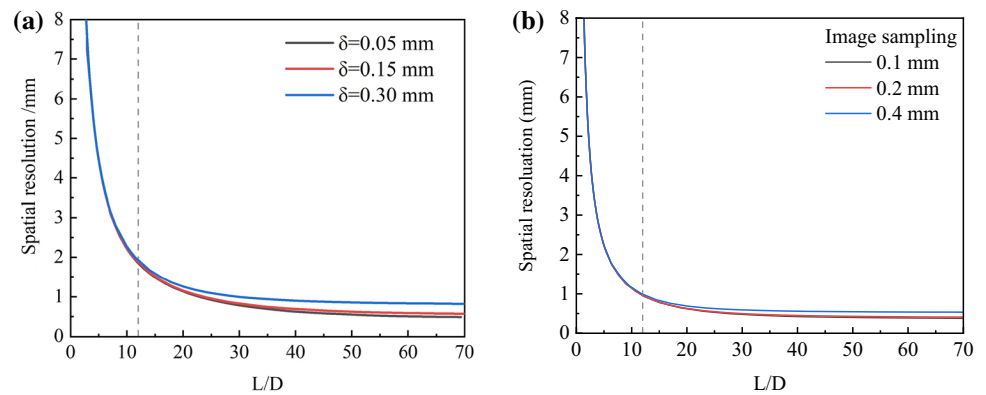 (a)
8
7
6
5
4
3
2
1
0
Spatial resolution /mm
δ=0.05 mm
δ=0.15 mm
δ=0.30 mm
0 10 20 30 40 50 60 70
L/D
(b)
8
7
6
5
4
3
2
1
0
Spatial resoluation (mm)
Image sampling
0.1 mm
0.2 mm
0.4 mm
0 10 20 30 40 50 60 70
L/D